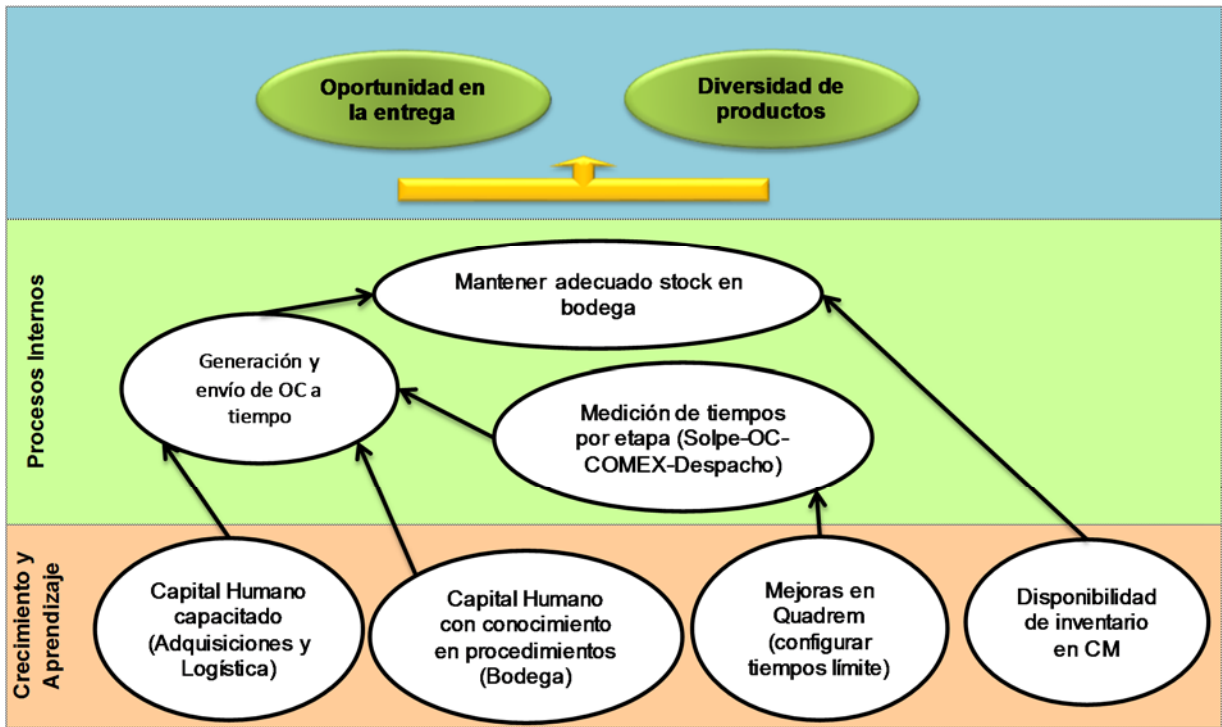 Oportunidad en
la entrega
Diversidad de
productos
Procesos Internos
Mantener adecuado stock en
bodega
Generación y
envío de OC a
tiempo
Medición de tiempos
por etapa (Solpe-OC-
COMEX-Despacho)
Crecimiento y
Aprendizaje
Capital Humano
capacitado
(Adquisiciones y
Logística)
Capital Humano
con conocimiento
en procedimientos
(Bodega)
Mejoras en
Quadrem
(configurar
tiempos límite)
Disponibilidad
de inventario
en CM